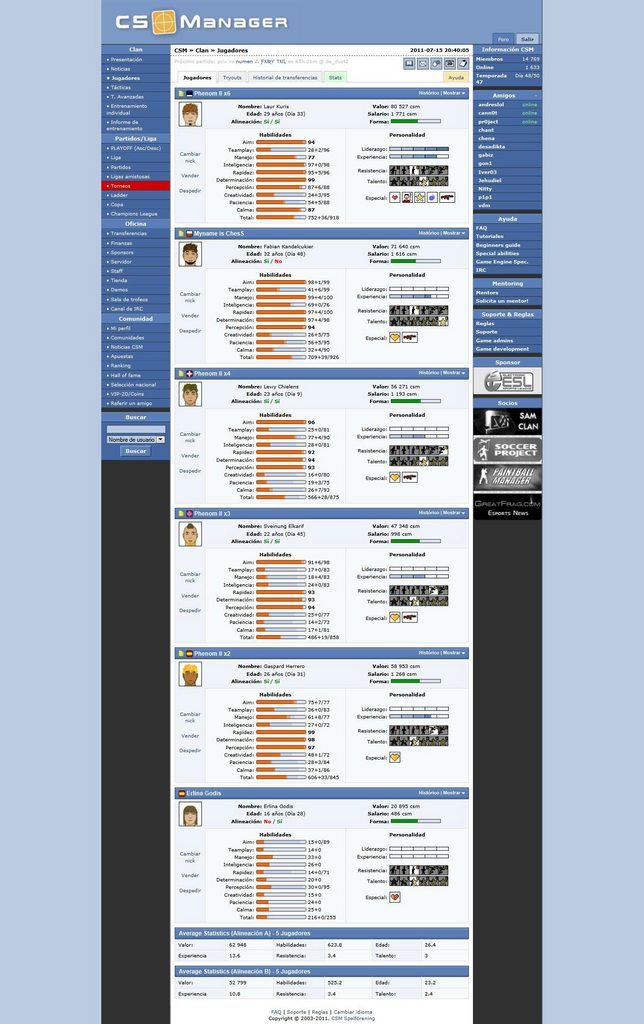 CS Manager
Foro
Salir
Clan
Presentación
Noticias
Jugadores
Tácticas
T. Avanzadas
Entrenamiento individual
Informe de entrenamiento
Partidos/Liga
PLAYOFF (Asc/Desc)
Liga
Partidos
Ligas amistosas
Torneos
Ladder
Copa
Champions League
Oficina
Transferencias
Finanzas
Sponsors
Servidor
Staff
Tienda
Demos
Sala de trofeos
Canal de IRC
Comunidad
Mi perfil
Comunidades
Noticias CSM
Apuestas
Ranking
Hall of fame
Selección nacional
VIP-ZO/Coins
Referir un amigo
Buscar
Nombre de usuario
Buscar
CSM » Clan » Jugadores
2011-07-15 20:40:05
Jugadores
Tryouts
Historial de transferencias
Stats
Ayuda
Phenom II x6
Histórico | Mostrar
Nombre: Laur Kuris
Valor: 80 527 csm
Edad: 29 años (Día 33)
Salario: 1 771 csm
Alineación: Sí / Sí
Forma:
Cambiar nick
Vender
Despedir
Habilidades
Aim: 94
Teamplay: 28+2/96
Manejo: 77
Inteligencia: 97+0/98
Rapidez: 95+5/96
Determinación: 99
Percepción: 87+6/88
Creatividad: 34+3/95
Paciencia: 54+5/88
Calma: 87
Total: 752+36/918
Personalidad
Liderazgo:
Experiencia:
Resistencia:
Talento:
Especial:
Myname is ChesS
Histórico | Mostrar
Nombre: Fabian Kandelcukier
Valor: 71 640 csm
Edad: 32 años (Día 48)
Salario: 1 616 csm
Alineación: Sí / No
Forma:
Cambiar nick
Vender
Despedir
Habilidades
Aim: 98+1/99
Teamplay: 41+6/99
Manejo: 99+4/100
Inteligencia: 69+0/76
Rapidez: 97+4/100
Determinación: 97+4/98
Percepción: 94
Creatividad: 26+5/75
Paciencia: 56+5/95
Calma: 32+4/90
Total: 709+39/926
Personalidad
Liderazgo:
Experiencia:
Resistencia:
Talento:
Especial:
Phenom II x4
Histórico | Mostrar
Nombre: Levvy Chielens
Valor: 56 271 csm
Edad: 23 años (Día 9)
Salario: 1 193 csm
Alineación: Sí / Sí
Forma:
Cambiar nick
Vender
Despedir
Habilidades
Aim: 96
Teamplay: 25+0/81
Manejo: 77+4/90
Inteligencia: 28+0/81
Rapidez: 92
Determinación: 94
Percepción: 93
Creatividad: 16+0/80
Paciencia: 19+3/75
Calma: 26+7/93
Total: 566+28/875
Personalidad
Liderazgo:
Experiencia:
Resistencia:
Talento:
Especial:
Phenom II x3
Histórico | Mostrar
Nombre: Sveinung Elkarif
Valor: 47 348 csm
Edad: 22 años (Día 45)
Salario: 998 csm
Alineación: Sí / Sí
Forma:
Cambiar nick
Vender
Despedir
Habilidades
Aim: 91+6/98
Teamplay: 17+0/83
Manejo: 18+4/83
Inteligencia: 24+0/83
Rapidez: 93
Determinación: 93
Percepción: 94
Creatividad: 25+0/77
Paciencia: 14+2/72
Calma: 17+1/81
Total: 486+19/858
Personalidad
Liderazgo:
Experiencia:
Resistencia:
Talento:
Especial:
Phenom II x2
Histórico | Mostrar
Nombre: Gaspard Herrero
Valor: 58 953 csm
Edad: 26 años (Día 31)
Salario: 1 268 csm
Alineación: Sí / Sí
Forma:
Cambiar nick
Vender
Despedir
Habilidades
Aim: 75+7/77
Teamplay: 36+0/83
Manejo: 61+8/77
Inteligencia: 27+0/72
Rapidez: 99
Determinación: 98
Percepción: 97
Creatividad: 48+1/72
Paciencia: 28+3/84
Calma: 37+1/86
Total: 606+33/845
Personalidad
Liderazgo:
Experiencia:
Resistencia:
Talento:
Especial:
Erlina Godis
Histórico | Mostrar
Nombre: Erlina Godis
Valor: 20 895 csm
Edad: 16 años (Día 28)
Salario: 486 csm
Alineación: No / Sí
Forma:
Cambiar nick
Vender
Despedir
Habilidades
Aim: 15+0/89
Teamplay: 14+0
Manejo: 33+0
Inteligencia: 26+0
Rapidez: 14+0/71
Determinación: 20+0
Percepción: 30+0/95
Creatividad: 15+0
Paciencia: 24+0
Calma: 25+0
Total: 216+0/255
Personalidad
Liderazgo:
Experiencia:
Resistencia:
Talento:
Especial:
Average Statistics (Alineación A) - 5 Jugadores
Valor: 62 948 Habilidades: 623.8 Edad: 26.4
Experiencia 13.6 Resistencia: 3.4 Talento: 3
Average Statistics (Alineación B) - 5 Jugadores
Valor: 52 799 Habilidades: 525.2 Edad: 23.2
Experiencia 10.8 Resistencia: 3.4 Talento: 2.4
FAQ | Soporte | Reglas | Cambiar idioma
Copyright © 2003-2011, CSM Spelförening
Información CSM
Miembros 14 769
Online 1 633
Temporada 47 Día 48/50
Amigos
andreslol online
cann0t online
pr0ject online
chant
chena
desadikta
gabiz
gon1
1ver03
Johudiel
Nitty
p1p1
vdm
Ayuda
FAQ
Tutoriales
Beginners guide
Special abilities
Game Engine Spec.
IRC
Mentoring
Mentors
Solicita un mentor!
Soporte & Reglas
Reglas
Soporte
Game admins
Game development
Sponsor
ESL
Socios
SAM CLAN
SOCCER PROJECT
PAINTBALL MANAGER
GreatFrag.com
Esports News